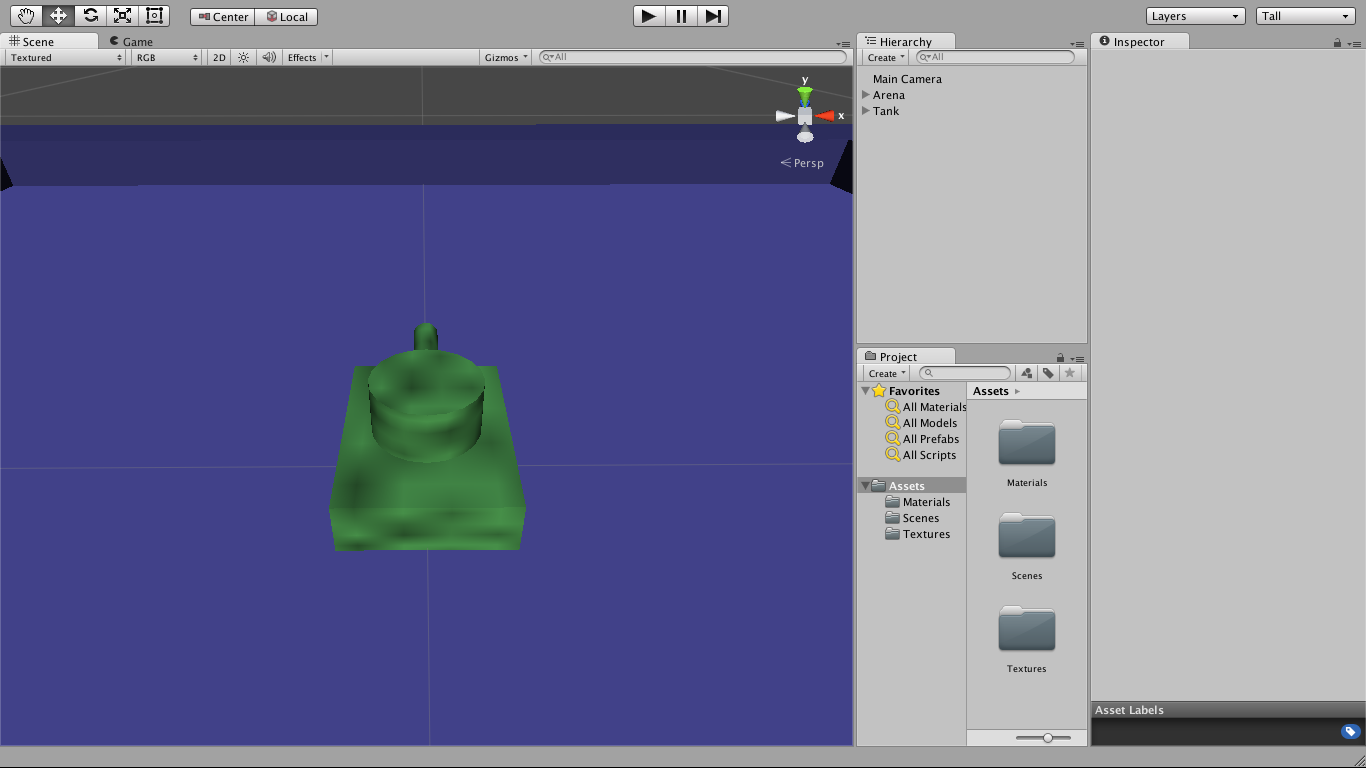 Center Local
Layers Tall
Scene Game
Textured RGB 2D Effects Gizmos All
y
x
Persp
Hierarchy
Create All
Main Camera
Arena
Tank
Project
Create
Favorites
All Materials
All Models
All Prefabs
All Scripts
Assets
Materials
Scenes
Textures
Assets
Materials
Scenes
Textures
Inspector
Asset Labels